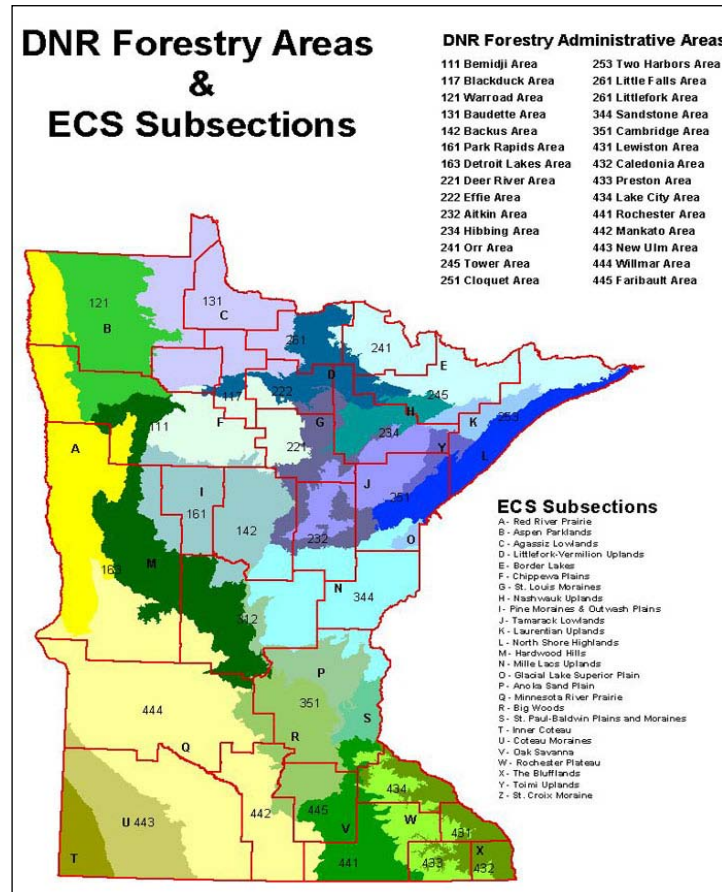 DNR Forestry Areas
&
ECS Subsections
DNR Forestry Administrative Areas
111 Bemidji Area
117 Blackduck Area
121 Warroad Area
131 Baudette Area
142 Backus Area
161 Park Rapids Area
163 Detroit Lakes Area
221 Deer River Area
222 Effie Area
232 Aitkin Area
234 Hibbing Area
241 Orr Area
245 Tower Area
251 Cloquet Area
253 Two Harbors Area
261 Little Falls Area
261 Littlefork Area
344 Sandstone Area
351 Cambridge Area
431 Lewiston Area
432 Caledonia Area
433 Preston Area
434 Lake City Area
441 Rochester Area
442 Mankato Area
443 New Ulm Area
444 Willmar Area
445 Faribault Area
121
B
131
C
261
241
E
D
245
117
222
H
K
253
111
F
G
234
A
221
Y
L
J
I
161
142
251
232
O
163
M
N
344
312
P
351
444
S
Q
R
434
442
445
W
U 443
V
431
T
441
433
X
432
ECS Subsections
A - Red River Prairie
B - Aspen Parklands
C - Agassiz Lowlands
D - Littlefork-Vermilion Uplands
E - Border Lakes
F - Chippewa Plains
G - St. Louis Moraines
H - Nashwauk Uplands
I - Pine Moraines & Outwash Plains
J - Tamarack Lowlands
K - Laurentian Uplands
L - North Shore Highlands
M - Hardwood Hills
N - Mille Lacs Uplands
O - Glacial Lake Superior Plain
P - Anoka Sand Plain
Q - Minnesota River Prairie
R - Big Woods
S - St. Paul-Baldwin Plains and Moraines
T - Inner Coteau
U - Coteau Moraines
V - Oak Savanna
W - Rochester Plateau
X - The Blufflands
Y - Toimi Uplands
Z - St. Croix Moraine